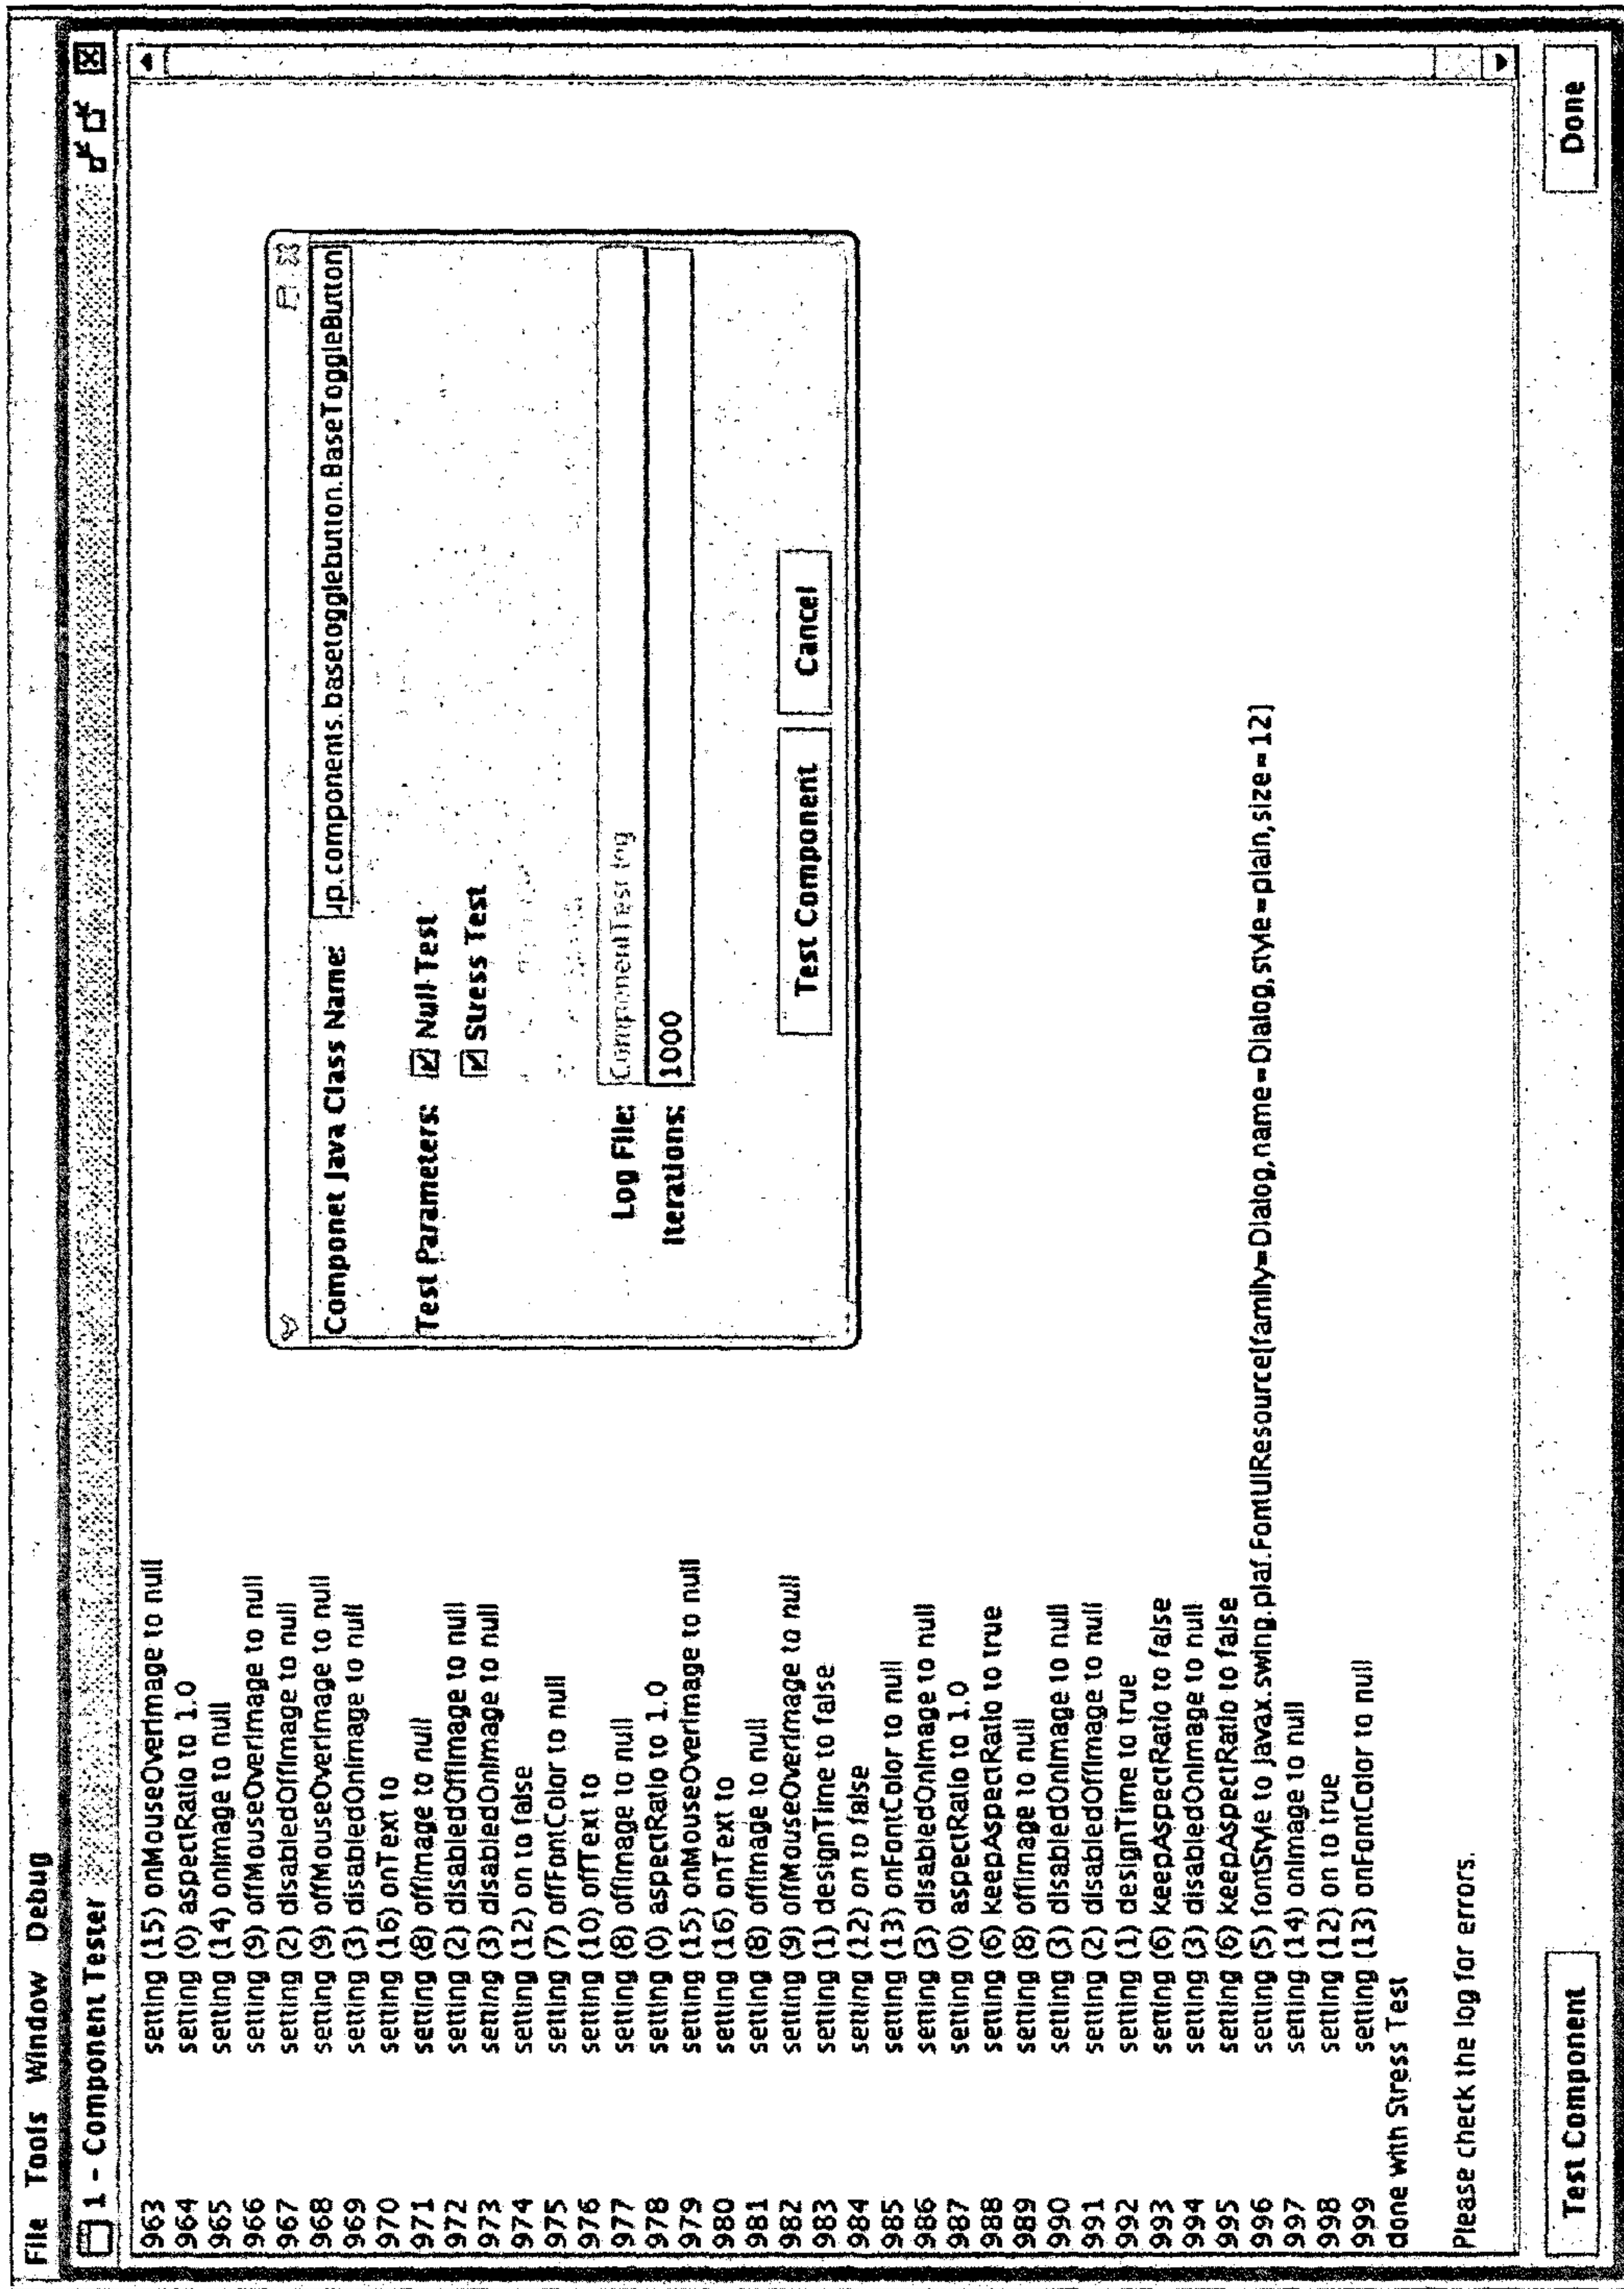 File Tools Window Debug
1 - Component Tester
963 setting (15) onMouseOverImage to null
964 setting (0) aspectRatio to 1.0
965 setting (14) onImage to null
966 setting (9) offMouseOverImage to null
967 setting (2) disabledOffImage to null
968 setting (9) offMouseOverImage to null
969 setting (3) disabledOnImage to null
970 setting (16) onText to
971 setting (8) offImage to null
972 setting (2) disabledOffImage to null
973 setting (3) disabledOnImage to null
974 setting (12) on to false
975 setting (7) offFontColor to null
976 setting (10) offText to
977 setting (8) offImage to null
978 setting (0) aspectRatio to 1.0
979 setting (15) onMouseOverImage to null
980 setting (16) onText to
981 setting (8) offImage to null
982 setting (9) offMouseOverImage to null
983 setting (1) designTime to false
984 setting (12) on to false
985 setting (13) onFontColor to null
986 setting (3) disabledOnImage to null
987 setting (0) aspectRatio to 1.0
988 setting (6) keepAspectRatio to true
989 setting (8) offImage to null
990 setting (3) disabledOnImage to null
991 setting (2) disabledOffImage to null
992 setting (1) designTime to true
993 setting (6) keepAspectRatio to false
994 setting (3) disabledOnImage to null
995 setting (6) keepAspectRatio to false
996 setting (5) fontStyle to javax.swing.plaf.FontUIResource[family=Dialog,name=Dialog,style=plain,size=12]
997 setting (14) onImage to null
998 setting (12) on to true
999 setting (13) onFontColor to null
done with Stress Test
Please check the log for errors.
Componet Java Class Name: up.components.basetogglebutton.BaseToggleButton
Test Parameters: Null Test
Stress Test
Log File: ComponentTest log
Iterations: 1000
Test Component Cancel
Test Component Done